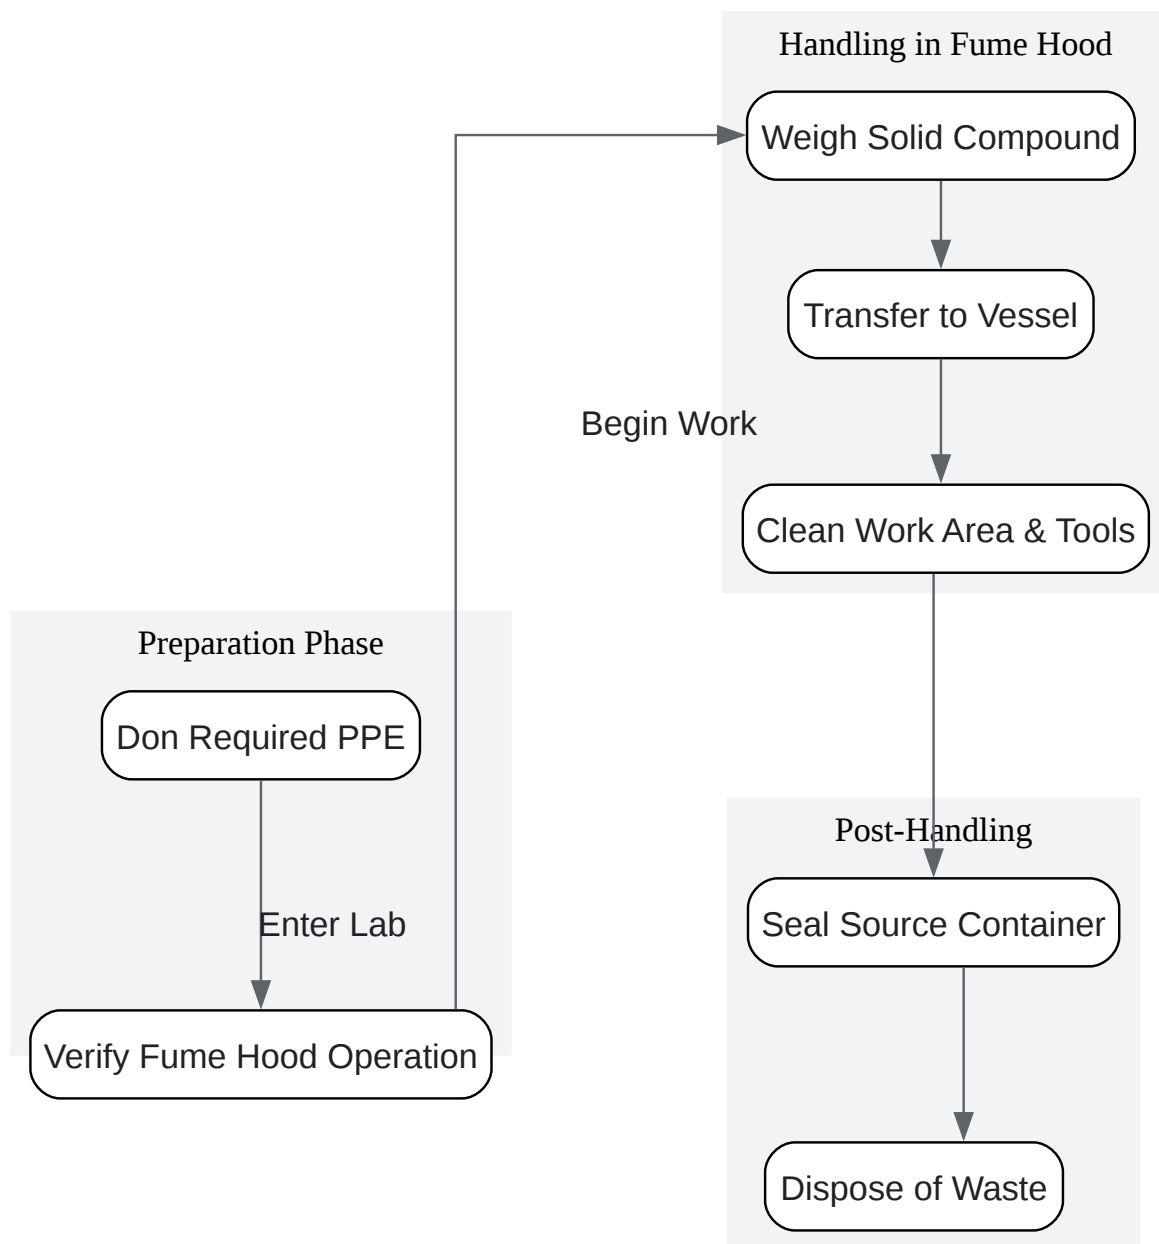 Handling in Fume Hood
Weigh Solid Compound
Transfer to Vessel
Begin Work
Clean Work Area & Tools
Preparation Phase
Don Required PPE
Enter Lab
Verify Fume Hood Operation
Post-Handling
Seal Source Container
Dispose of Waste